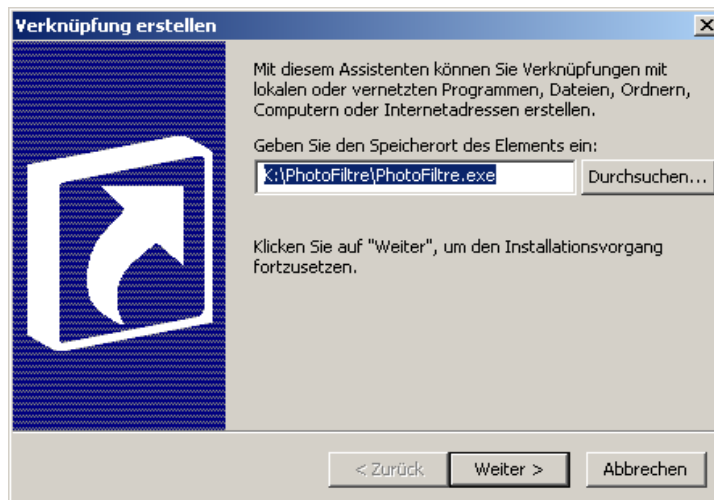 Verknüpfung erstellen
Mit diesem Assistenten können Sie Verknüpfungen mit
lokalen oder vernetzten Programmen, Dateien, Ordnern,
Computern oder Internetadressen erstellen.
Geben Sie den Speicherort des Elements ein:
X:\PhotoFiltre\PhotoFiltre.exe
Durchsuchen...
Klicken Sie auf "Weiter", um den Installationsvorgang
fortzusetzen.
< Zurück
Weiter >
Abbrechen